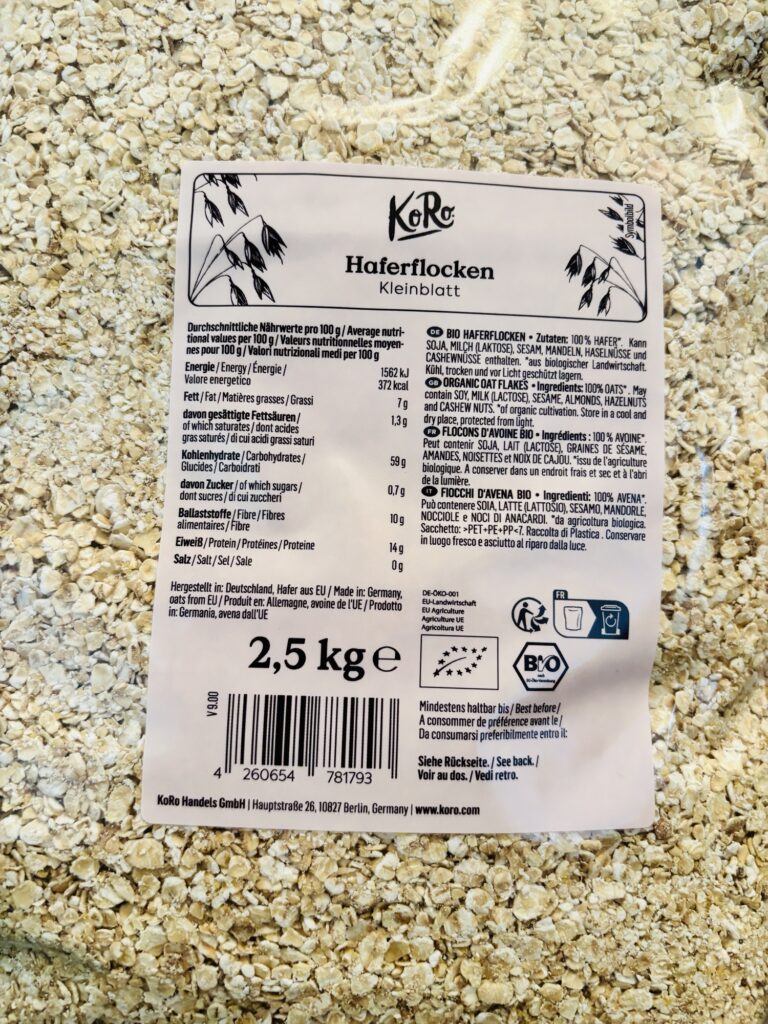 KoRo
Symbolbild
Haferflocken
Kleinblatt
Durchschnittliche Nährwerte pro 100 g / Average nutri-
tional values per 100 g / Valeurs nutritionnelles moyen-
nes pour 100 g / Valori nutrizionali medi per 100 g
Energie / Energy / Énergie / 1562 kJ
Valore energetico 372 kcal
Fett / Fat / Matières grasses / Grassi 7 g
davon gesättigte Fettsäuren / 1,3 g
of which saturates / dont acides
gras saturés / di cui acidi grassi saturi
Kohlenhydrate / Carbohydrates / 59 g
Glucides / Carboidrati
davon Zucker / of which sugars / 0,7 g
dont sucres / di cui zuccheri
Ballaststoffe / Fibre / Fibres 10 g
alimentaires / Fibre
Eiweiß / Protein / Protéines / Proteine 14 g
Salz / Salt / Sel / Sale 0 g
Hergestellt in: Deutschland, Hafer aus EU / Made in: Germany,
oats from EU / Produit en: Allemagne, avoine de l'UE / Prodotto
in: Germania, avena dall'UE
2,5 kg e
V 9.00
4 260654 781793
DE BIO HAFERFLOCKEN • Zutaten: 100 % HAFER*. Kann
SOJA, MILCH (LAKTOSE), SESAM, MANDELN, HASELNÜSSE und
CASHEWNÜSSE enthalten. *aus biologischer Landwirtschaft.
Kühl, trocken und vor Licht geschützt lagern.
GB ORGANIC OAT FLAKES • Ingredients: 100% OATS*. May
contain SOY, MILK (LACTOSE), SESAME, ALMONDS, HAZELNUTS
and CASHEW NUTS. *of organic cultivation. Store in a cool and
dry place, protected from light.
FR FLOCONS D'AVOINE BIO • Ingrédients : 100 % AVOINE*.
Peut contenir SOJA, LAIT (LACTOSE), GRAINES DE SÉSAME,
AMANDES, NOISETTES et NOIX DE CAJOU. *issu de l'agriculture
biologique. A conserver dans un endroit frais et sec et à l'abri
de la lumière.
IT FIOCCHI D'AVENA BIO • Ingredienti: 100% AVENA*.
Può contenere SOIA, LATTE (LATTOSIO), SESAMO, MANDORLE,
NOCCIOLE e NOCI DI ANACARDI. *da agricoltura biologica.
Sacchetto: >PET+PE+PP<7. Raccolta di Plastica . Conservare
in luogo fresco e asciutto al riparo dalla luce.
DE-ÖKO-001
EU-Landwirtschaft
EU Agriculture
Agriculture UE
Agricoltura UE
FR
BIO
nach
EG-Öko-Verordnung
Mindestens haltbar bis / Best before /
A consommer de préférence avant le /
Da consumarsi preferibilmente entro il:
Siehe Rückseite. / See back. /
Voir au dos. / Vedi retro.
KoRo Handels GmbH | Hauptstraße 26, 10827 Berlin, Germany | www.koro.com